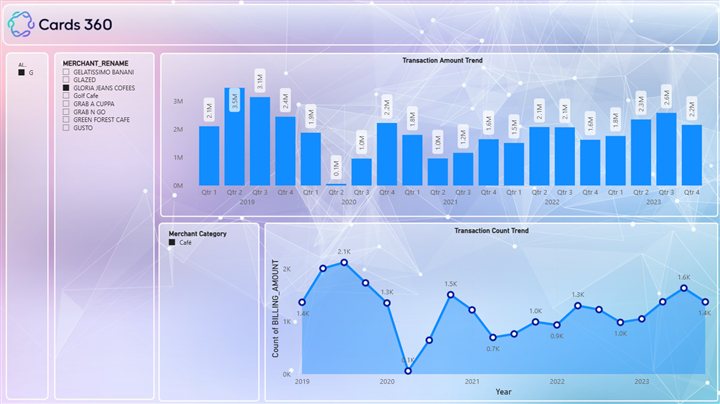 Cards 360
AL.
G
MERCHANT_RENAME
GELATISSIMO BANANI
GLAZED
GLORIA JEANS COFEES
Golf Cafe
GRAB A CUPPA
GRAB N GO
GREEN FOREST CAFE
GUSTO
Transaction Amount Trend
3M
2M
1M
0M
2.1M 3.5M 3.1M 2.4M 1.9M 0.1M 1.0M 2.2M 1.8M 1.0M 1.2M 1.6M 1.5M 2.1M 2.1M 1.6M 1.8M 2.3M 2.6M 2.2M
Qtr 1 Qtr 2 Qtr 3 Qtr 4 Qtr 1 Qtr 2 Qtr 3 Qtr 4 Qtr 1 Qtr 2 Qtr 3 Qtr 4 Qtr 1 Qtr 2 Qtr 3 Qtr 4 Qtr 1 Qtr 2 Qtr 3 Qtr 4
2019 2020 2021 2022 2023
Merchant Category
Café
Transaction Count Trend
Count of BILLING_AMOUNT
2K
1K
0K
1.4K 2.1K 1.3K 0.1K 1.5K 0.7K 1.0K 0.9K 1.3K 1.0K 1.6K 1.4K
2019 2020 2021 2022 2023
Year